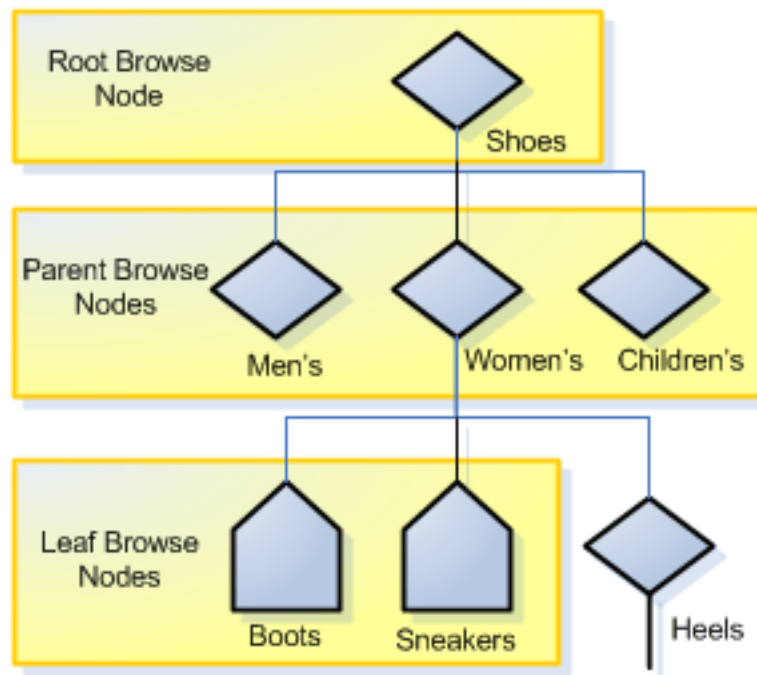 Root Browse
Node
Shoes
Parent Browse
Nodes
Men's
Women's
Children's
Leaf Browse
Nodes
Boots
Sneakers
Heels